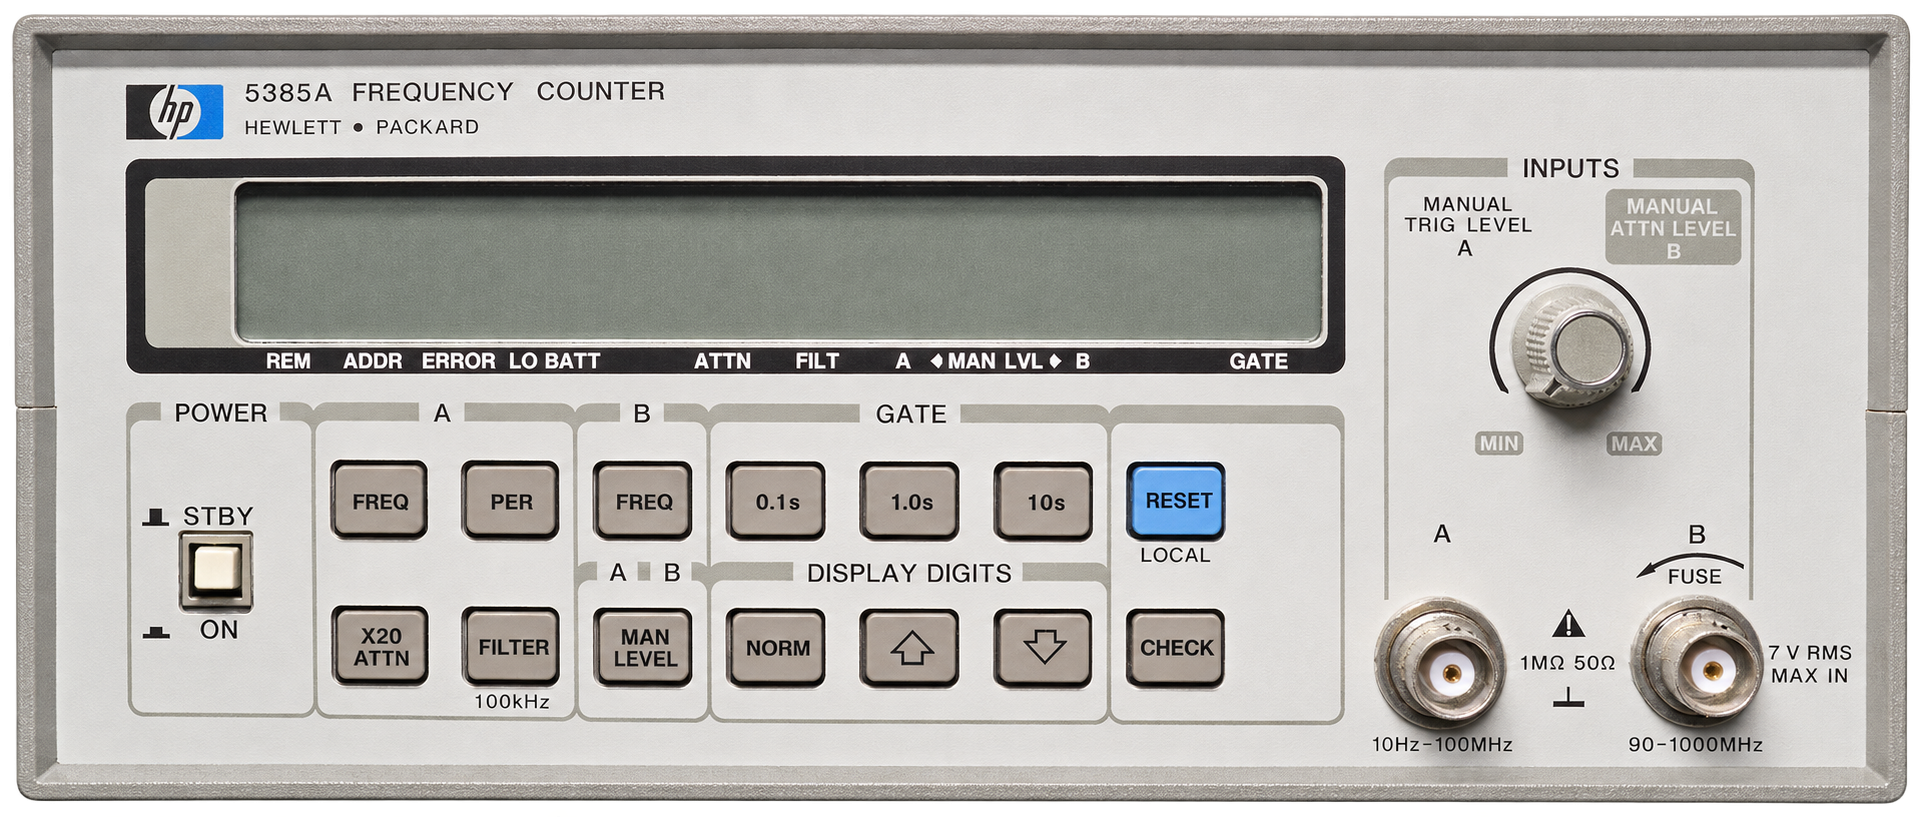 hp
5385A FREQUENCY COUNTER
HEWLETT • PACKARD
REM ADDR ERROR LO BATT ATTN FILT A ◆MAN LVL◆ B GATE
POWER
STBY
ON
A
FREQ PER
X20
ATTN
FILTER
100kHz
B
FREQ
A B
MAN
LEVEL
GATE
0.1s 1.0s 10s
DISPLAY DIGITS
NORM
RESET
LOCAL
CHECK
INPUTS
MANUAL
TRIG LEVEL
A
MANUAL
ATTN LEVEL
B
MIN MAX
A
B
FUSE
1MΩ 50Ω
7 V RMS
MAX IN
10Hz-100MHz
90-1000MHz